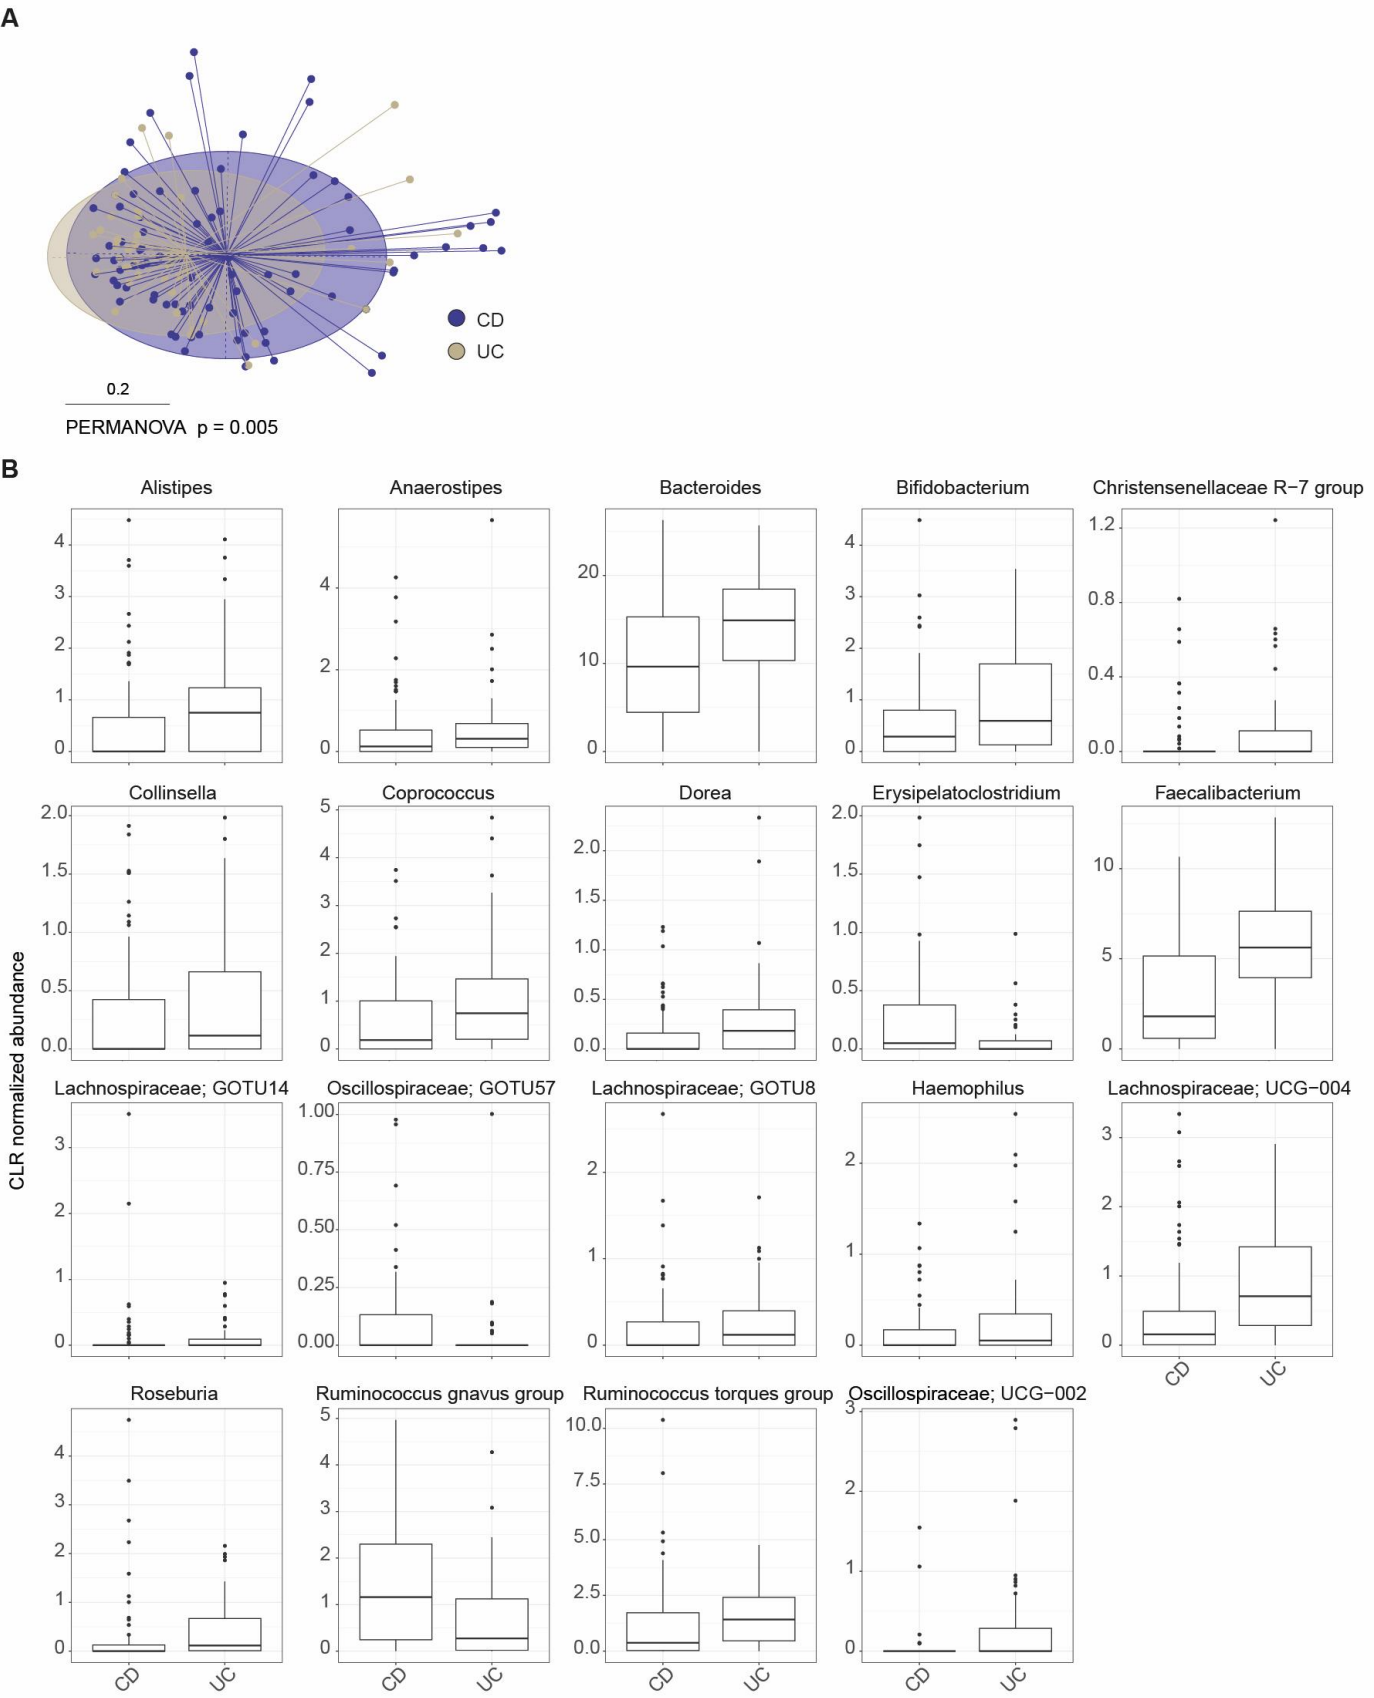 A
CD
UC
0.2
PERMANOVA p = 0.005
B
CLR normalized abundance
Alistipes Anaerostipes Bacteroides Bifidobacterium Christensenellaceae R−7 group
4 3 2 1 0
4 2 0
20 10 0
4 3 2 1 0
1.2 0.8 0.4 0.0
Collinsella Coprococcus Dorea Erysipelatoclostridium Faecalibacterium
2.0 1.5 1.0 0.5 0.0
5 4 3 2 1 0
2.0 1.5 1.0 0.5 0.0
2.0 1.5 1.0 0.5 0.0
10 5 0
Lachnospiraceae; GOTU14 Oscillospiraceae; GOTU57 Lachnospiraceae; GOTU8 Haemophilus Lachnospiraceae; UCG−004
3 2 1 0
1.00 0.75 0.50 0.25 0.00
2 1 0
2 1 0
3 2 1 0
CD UC
Roseburia Ruminococcus gnavus group Ruminococcus torques group Oscillospiraceae; UCG−002
4 3 2 1 0
5 4 3 2 1 0
10.0 7.5 5.0 2.5 0.0
3 2 1 0
CD UC CD UC CD UC CD UC